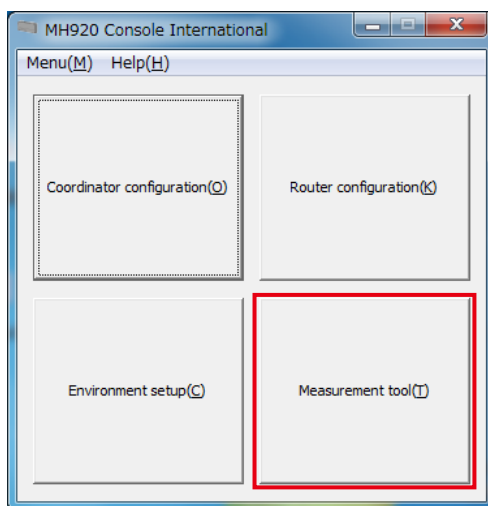 MH920 Console International
Menu(M) Help(H)
Coordinator configuration(O)
Router configuration(K)
Environment setup(C)
Measurement tool(T)